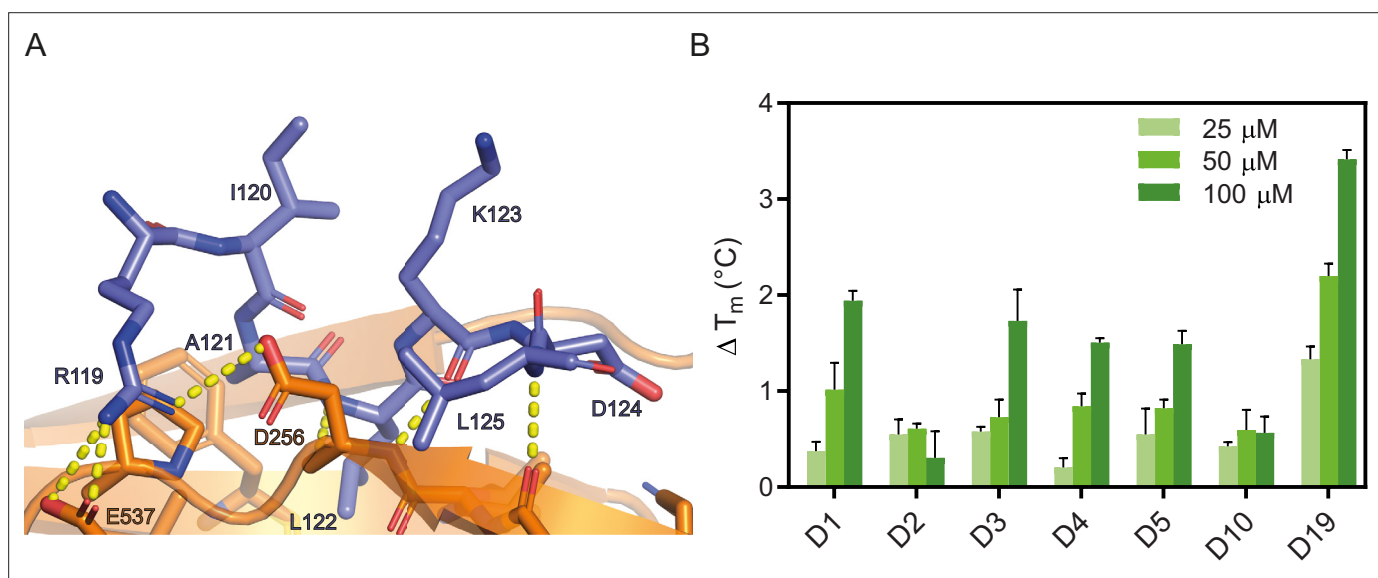 A
I120
K123
A121
R119
D256
L125
D124
E537
L122
B
4
3
2
1
0
Δ Tm (°C)
25 μM
50 μM
100 μM
D1
D2
D3
D4
D5
D10
D19